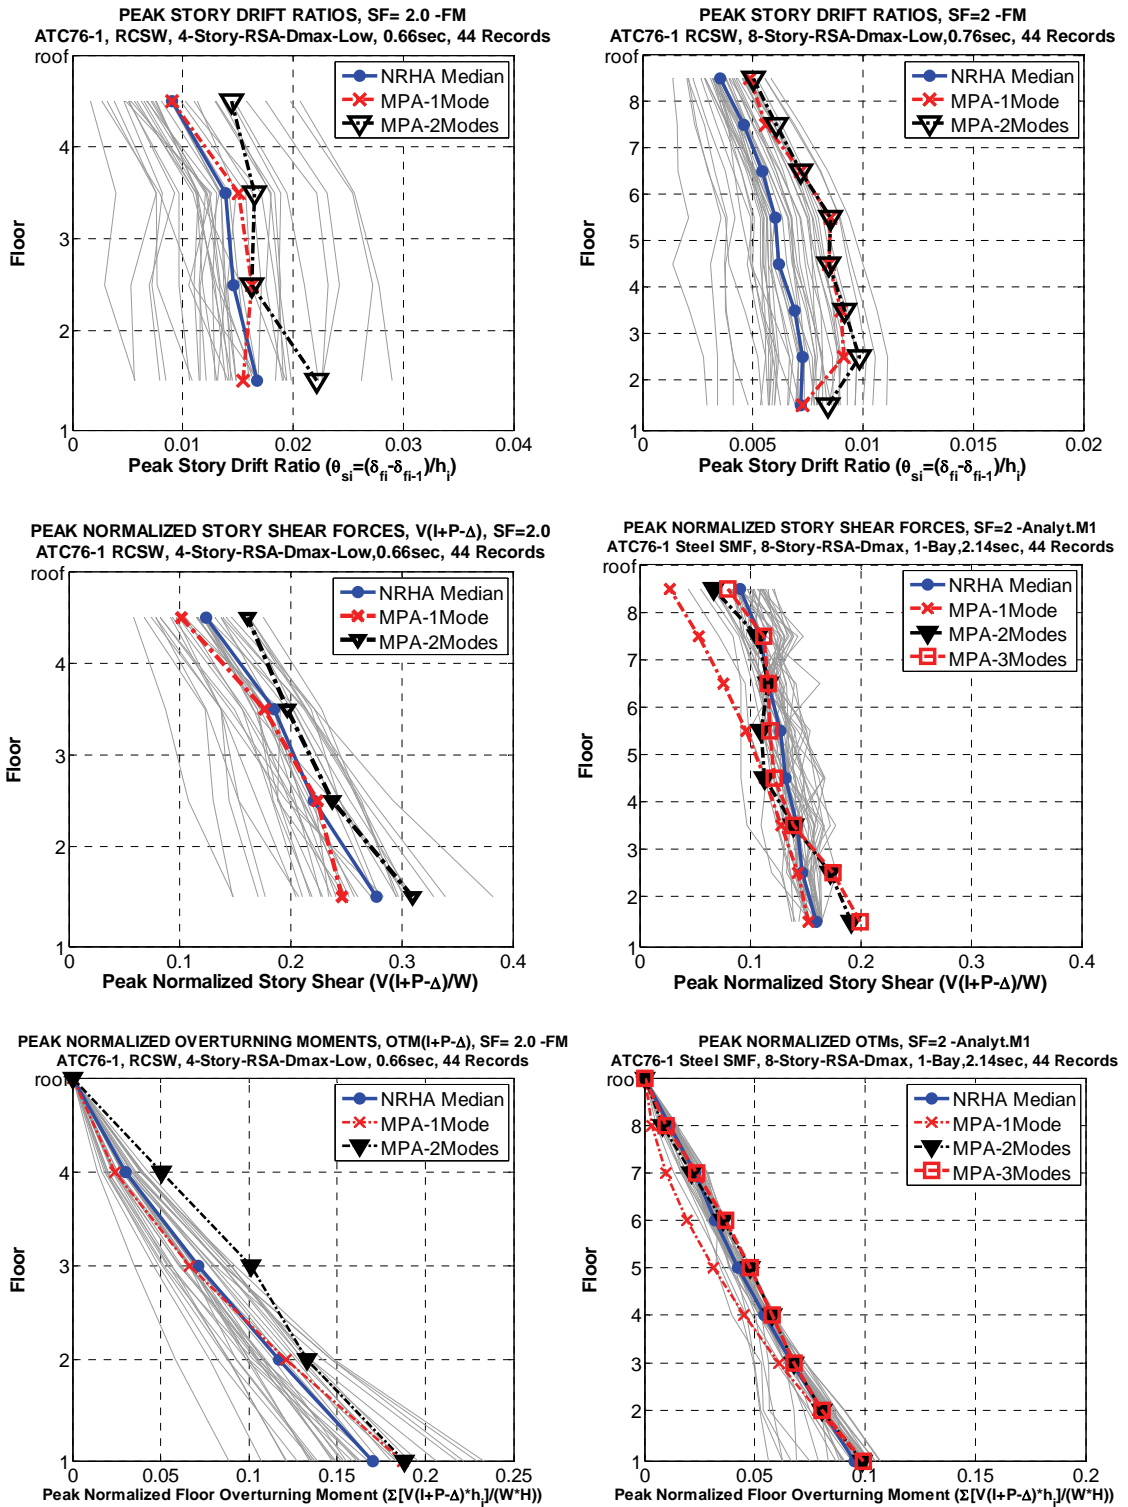 PEAK STORY DRIFT RATIOS, SF= 2.0 -FM
ATC76-1, RCSW, 4-Story-RSA-Dmax-Low, 0.66sec, 44 Records
roof
4
3
2
1
Floor
NRHA Median
MPA-1Mode
MPA-2Modes
0 0.01 0.02 0.03 0.04
Peak Story Drift Ratio (θsi=(δfi-δfi-1)/hi)
PEAK STORY DRIFT RATIOS, SF=2 -FM
ATC76-1 RCSW, 8-Story-RSA-Dmax-Low,0.76sec, 44 Records
roof
8
7
6
5
4
3
2
1
Floor
NRHA Median
MPA-1Mode
MPA-2Modes
0 0.005 0.01 0.015 0.02
Peak Story Drift Ratio (θsi=(δfi-δfi-1)/hi)
PEAK NORMALIZED STORY SHEAR FORCES, V(I+P-Δ), SF=2.0
ATC76-1 RCSW, 4-Story-RSA-Dmax-Low,0.66sec, 44 Records
roof
4
3
2
1
Floor
NRHA Median
MPA-1Mode
MPA-2Modes
0 0.1 0.2 0.3 0.4
Peak Normalized Story Shear (V(I+P-Δ)/W)
PEAK NORMALIZED STORY SHEAR FORCES, SF=2 -Analyt.M1
ATC76-1 Steel SMF, 8-Story-RSA-Dmax, 1-Bay,2.14sec, 44 Records
roof
8
7
6
5
4
3
2
1
Floor
NRHA Median
MPA-1Mode
MPA-2Modes
MPA-3Modes
0 0.1 0.2 0.3 0.4
Peak Normalized Story Shear (V(I+P-Δ)/W)
PEAK NORMALIZED OVERTURNING MOMENTS, OTM(I+P-Δ), SF= 2.0 -FM
ATC76-1, RCSW, 4-Story-RSA-Dmax-Low, 0.66sec, 44 Records
roof
4
3
2
1
Floor
NRHA Median
MPA-1Mode
MPA-2Modes
0 0.05 0.1 0.15 0.2 0.25
Peak Normalized Floor Overturning Moment (Σ[V(I+P-Δ)*hi]/(W*H))
PEAK NORMALIZED OTMs, SF=2 -Analyt.M1
ATC76-1 Steel SMF, 8-Story-RSA-Dmax, 1-Bay,2.14sec, 44 Records
roof
8
7
6
5
4
3
2
1
Floor
NRHA Median
MPA-1Mode
MPA-2Modes
MPA-3Modes
0 0.05 0.1 0.15 0.2
Peak Normalized Floor Overturning Moment (Σ[V(I+P-Δ)*hi]/(W*H))